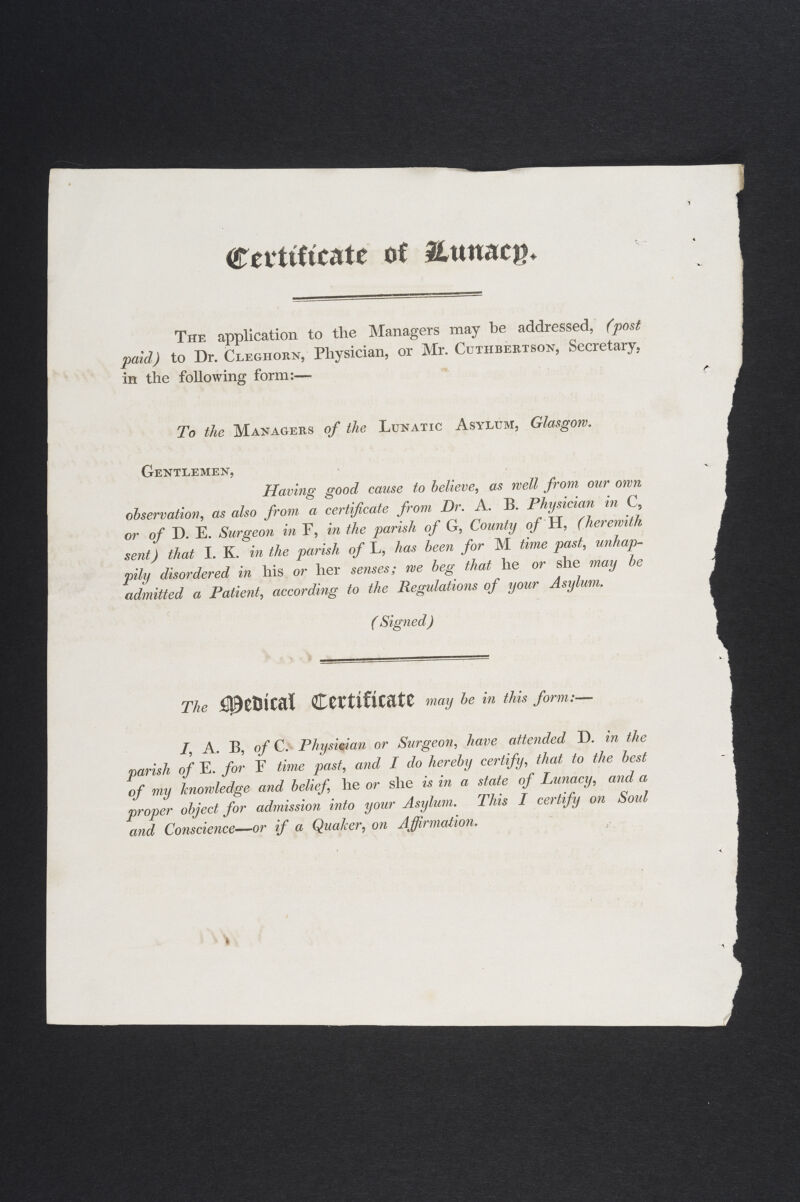 Certificate of Lunacy.
THE application to the Managers may be addressed, (post
paid) to Dr. CLEGHORN, Physician, or Mr. CUTHBERTSON, Secretary,
in the following form:—
To the MANAGERS of the LUNATIC ASYLUM, Glasgow.
GENTLEMEN,
Having good cause to believe, as well from our own
observation, as also from a certificate from Dr. A. B. Physician in C,
or of D. E. Surgeon in F, in the parish of G, County of H, (herewith
sent) that I. K. in the parish of L, has been for M time past, unhap-
pily disordered in his or her senses; we beg that he or she may be
admitted a Patient, according to the Regulations of your Asylum.
(Signed)
The Medical Certificate may be in this form:—
I, A. B, of C. Physician or Surgeon, have attended D. in the
parish of E. for F time past, and I do hereby certify, that to the best
of my knowledge and belief, he or she is in a state of Lunacy, and a
proper object for admission into your Asylum. This I certify on Soul
and Conscience—or if a Quaker, on Affirmation.